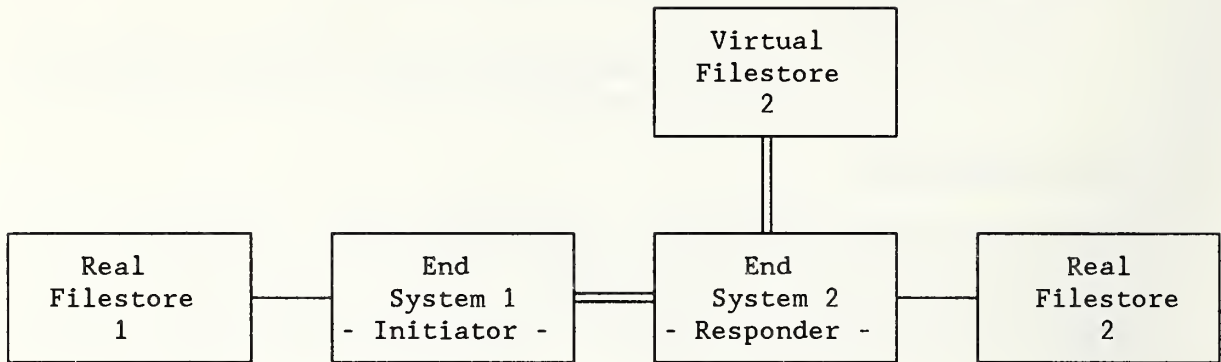 Virtual
Filestore
2
Real
Filestore
1
End
System 1
- Initiator -
End
System 2
- Responder -
Real
Filestore
2